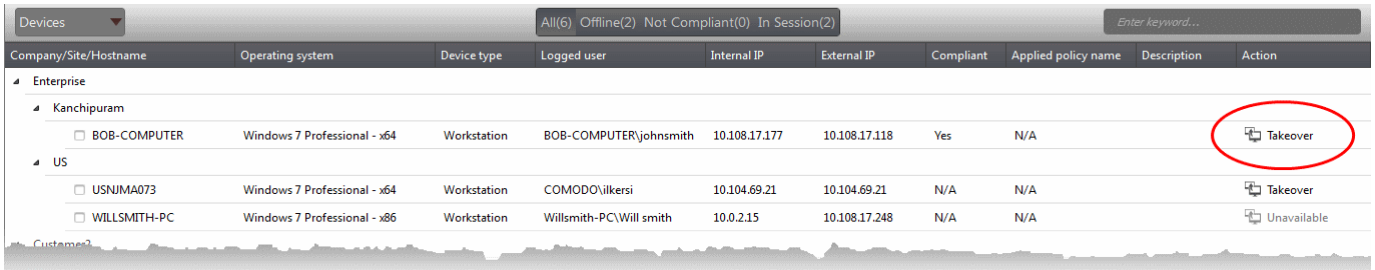 Devices All(6) Offline(2) Not Compliant(0) In Session(2) Enter keyword...
Company/Site/Hostname Operating system Device type Logged user Internal IP External IP Compliant Applied policy name Description Action
Enterprise
Kanchipuram
BOB-COMPUTER Windows 7 Professional - x64 Workstation BOB-COMPUTER\johnsmith 10.108.17.177 10.108.17.118 Yes N/A Takeover
US
USNJMA073 Windows 7 Professional - x64 Workstation COMODO\ilkersi 10.104.69.21 10.104.69.21 N/A N/A Takeover
WILLSMITH-PC Windows 7 Professional - x86 Workstation Willsmith-PC\Will smith 10.0.2.15 10.108.17.248 N/A N/A Unavailable